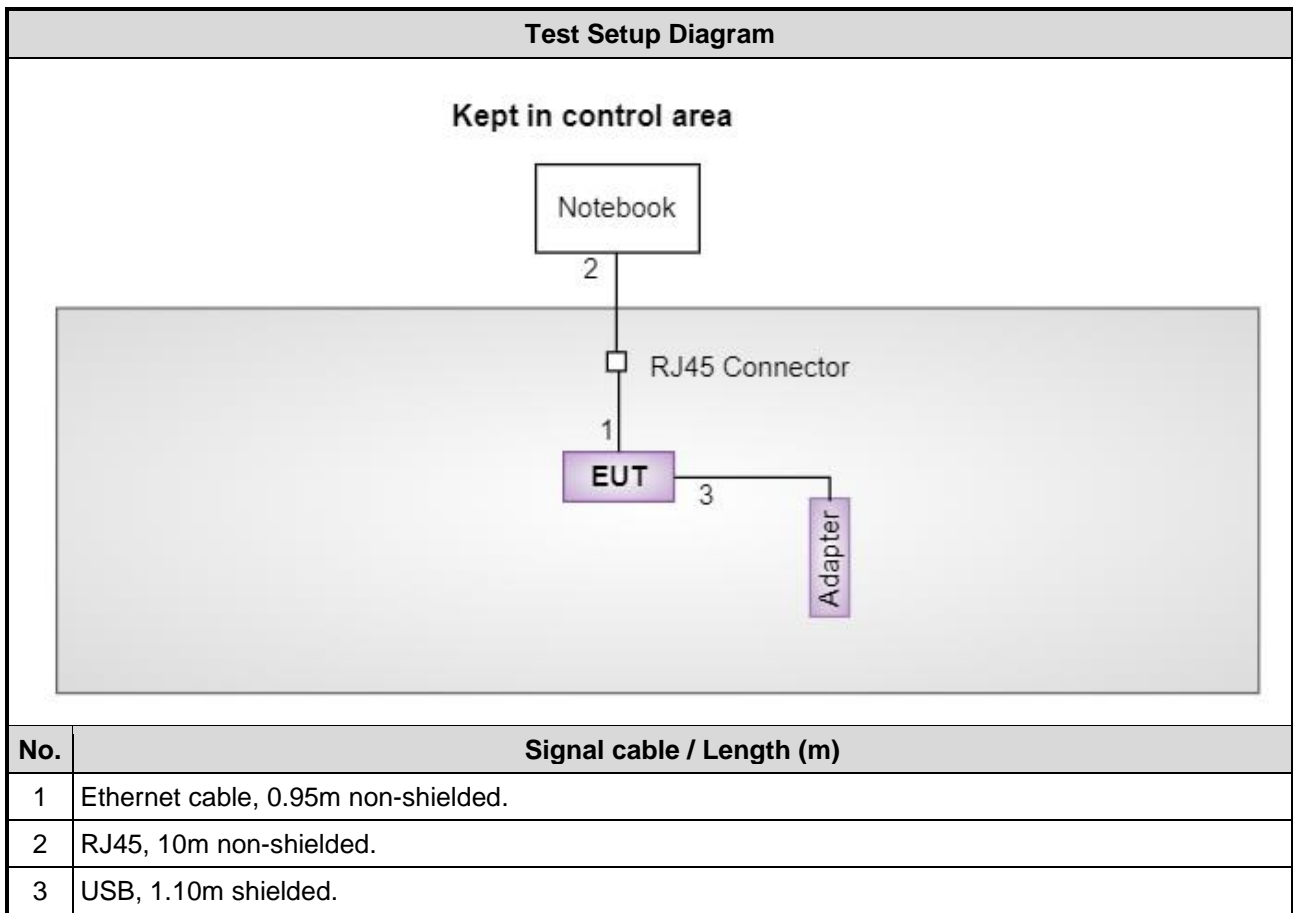 Test Setup Diagram
Kept in control area
Notebook
2
RJ45 Connector
1
EUT
3
Adapter
No. Signal cable / Length (m)
1 Ethernet cable, 0.95m non-shielded.
2 RJ45, 10m non-shielded.
3 USB, 1.10m shielded.